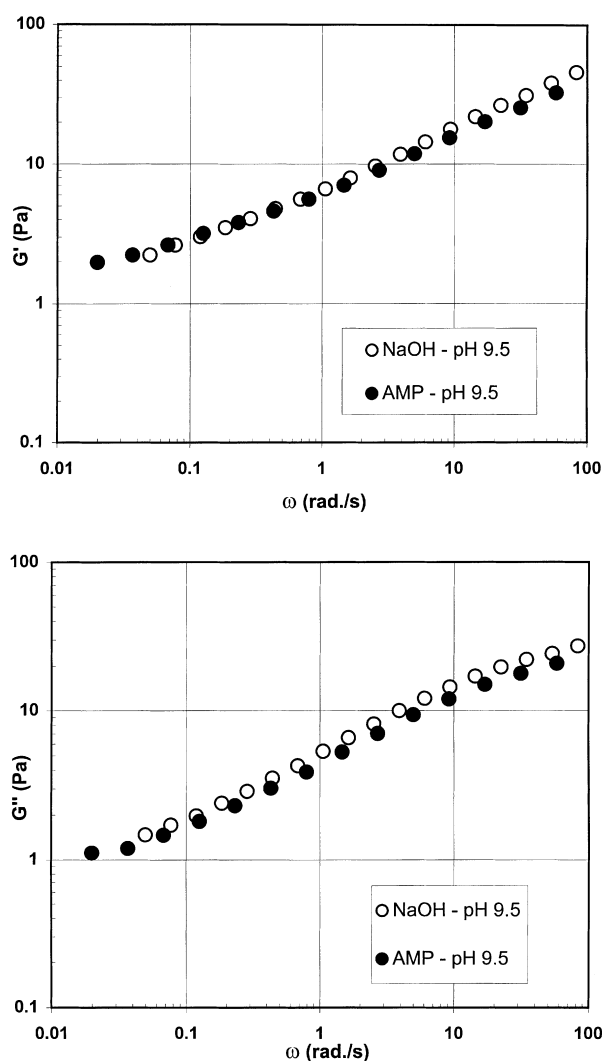 100
10
1
0.1
G' (Pa)
NaOH - pH 9.5
AMP - pH 9.5
0.01 0.1 1 10 100
ω (rad./s)
100
10
1
0.1
G" (Pa)
NaOH - pH 9.5
AMP - pH 9.5
0.01 0.1 1 10 100
ω (rad./s)